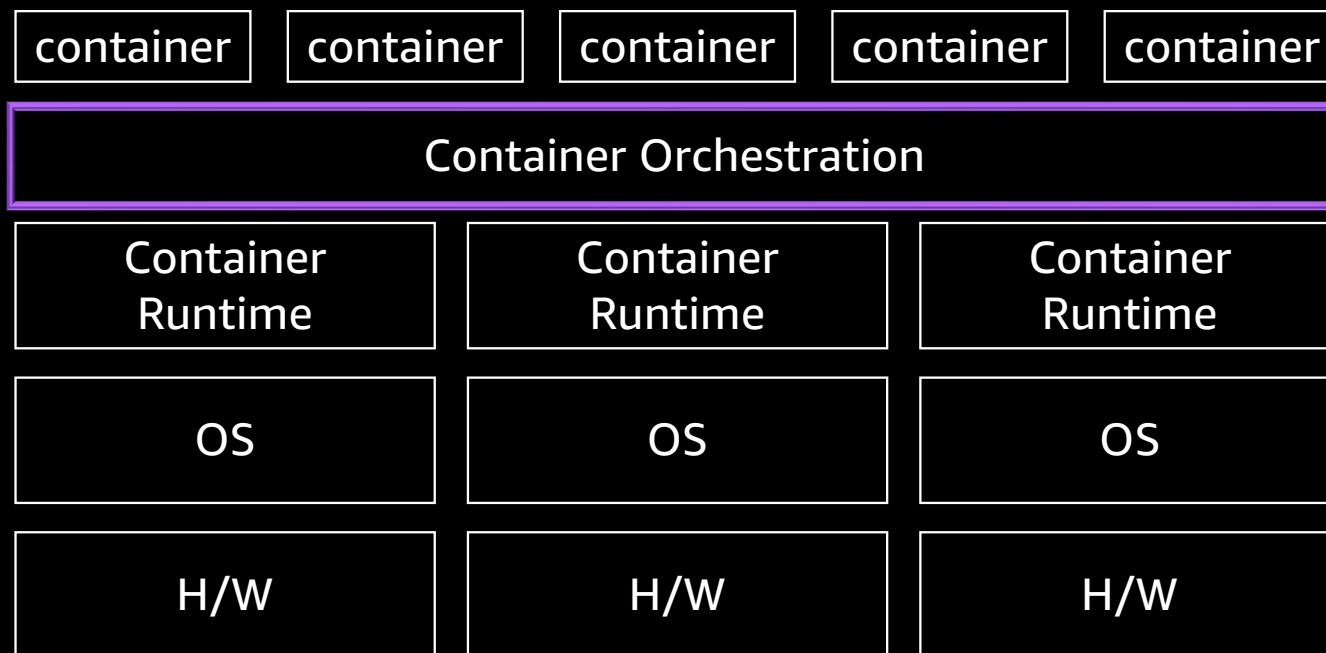 container container container container container
Container Orchestration
Container Container Container
Runtime Runtime Runtime
OS OS OS
H/W H/W H/W